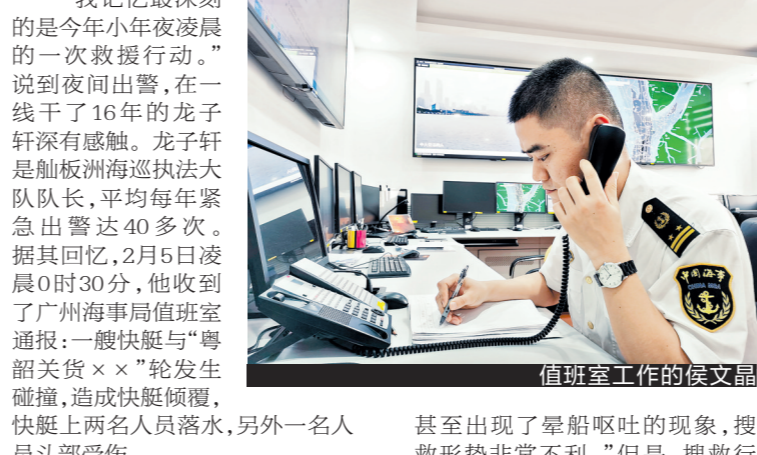 “我记忆最深刻
的是今年小年夜凌晨
的一次救援行动。”
说到夜间出警,在一
线干了16年的龙子
轩深有感触。龙子轩
是舢板洲海巡执法大
队队长,平均每年紧
急出警达40多次。
据其回忆,2月5日凌
晨0时30分,他收到
了广州海事局值班室
通报:一艘快艇与“粤
韶关货××”轮发生
碰撞,造成快艇倾覆,
快艇上两名人员落水,另外一名人
员头部受伤
中国海事
CHINA MSA
值班室工作的侯文晶
甚至出现了晕船呕吐的现象,搜
救形势非常不利。”但是,搜救行